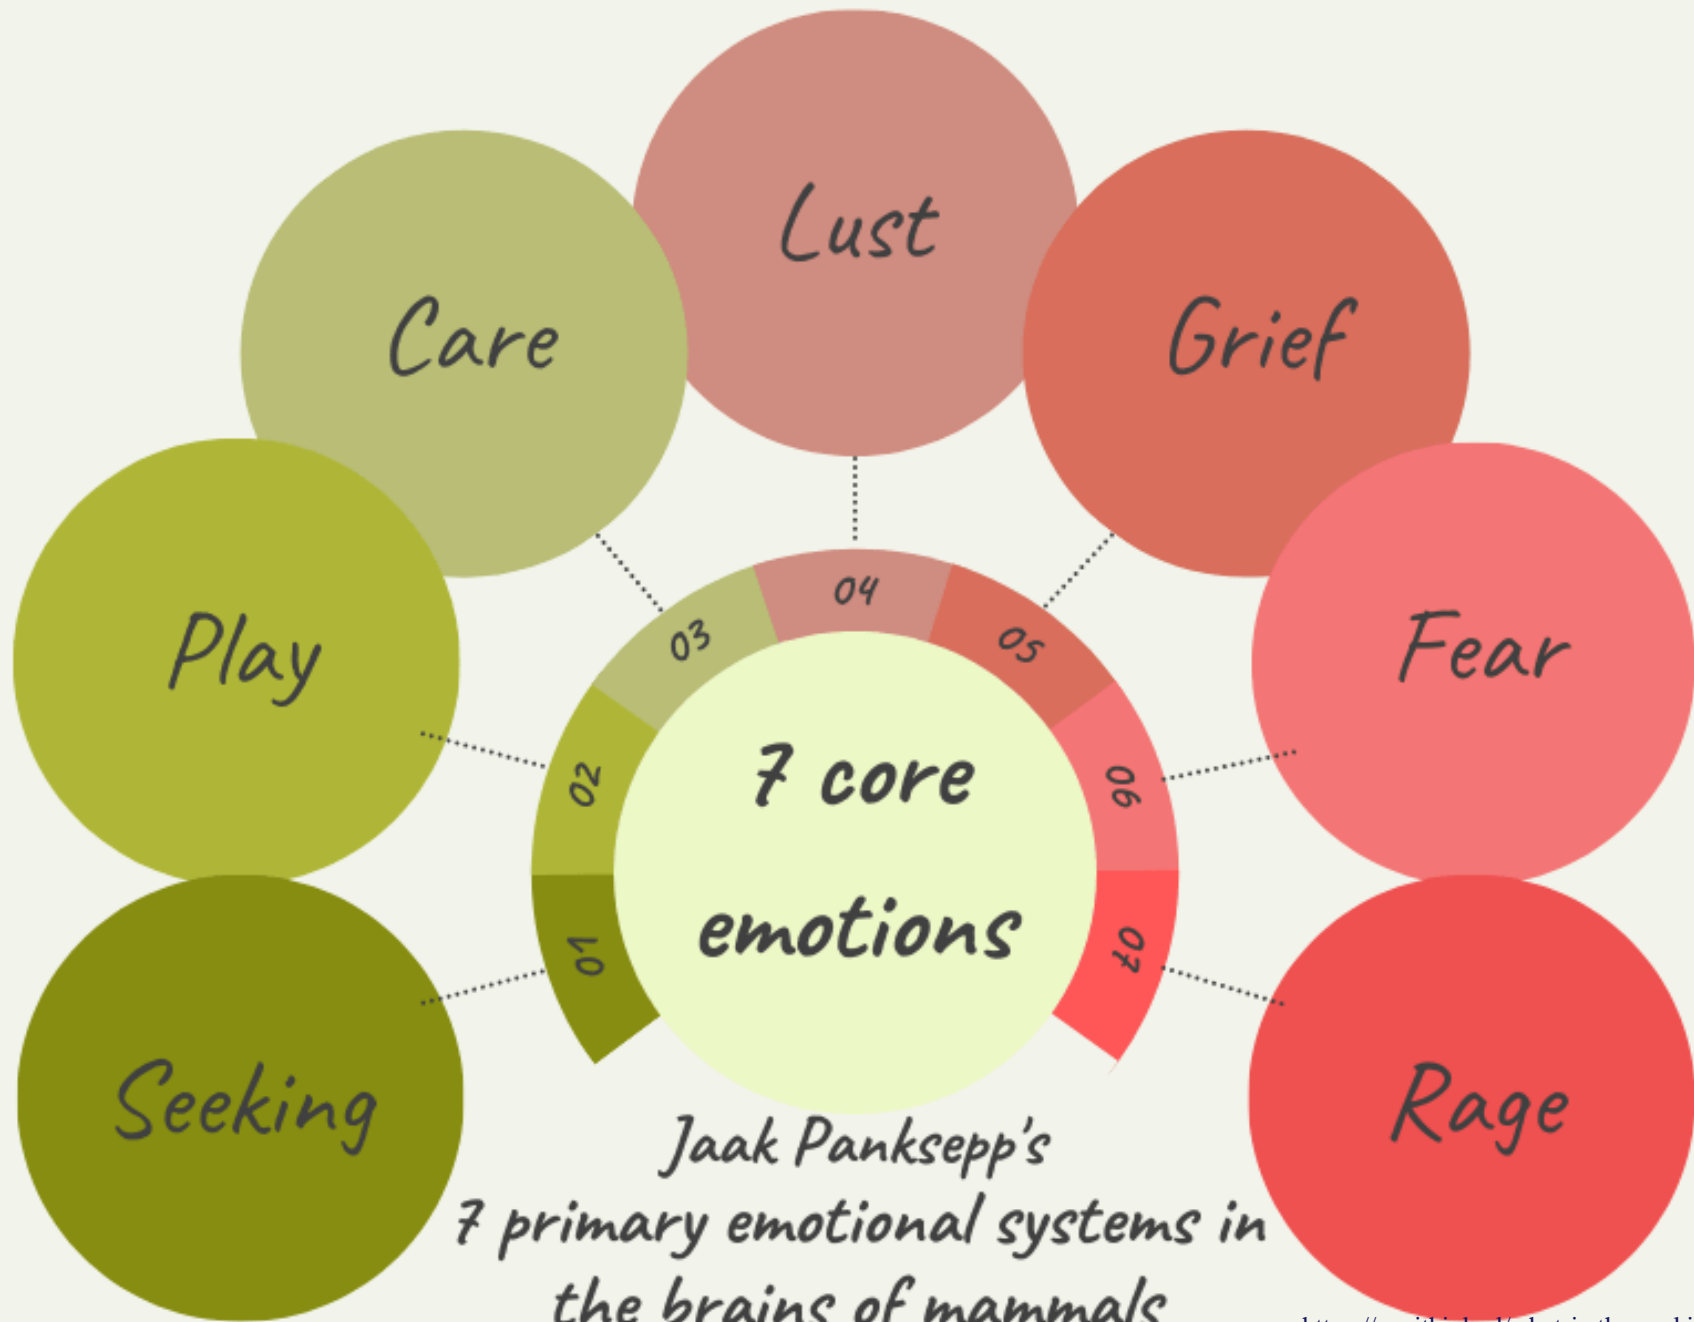 Lust
Care
Grief
Play
Fear
Seeking
Rage
01
02
03
04
05
06
07
7 core
emotions
Jaak Panksepp's
7 primary emotional systems in
the brains of mammals